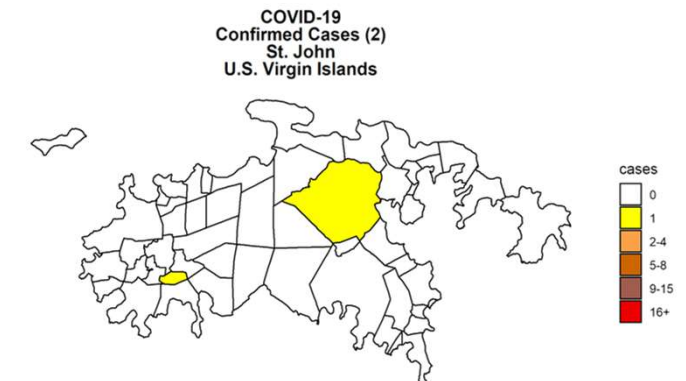 COVID-19
Confirmed Cases (2)
St. John
U.S. Virgin Islands
cases
0
1
2-4
5-8
9-15
16+